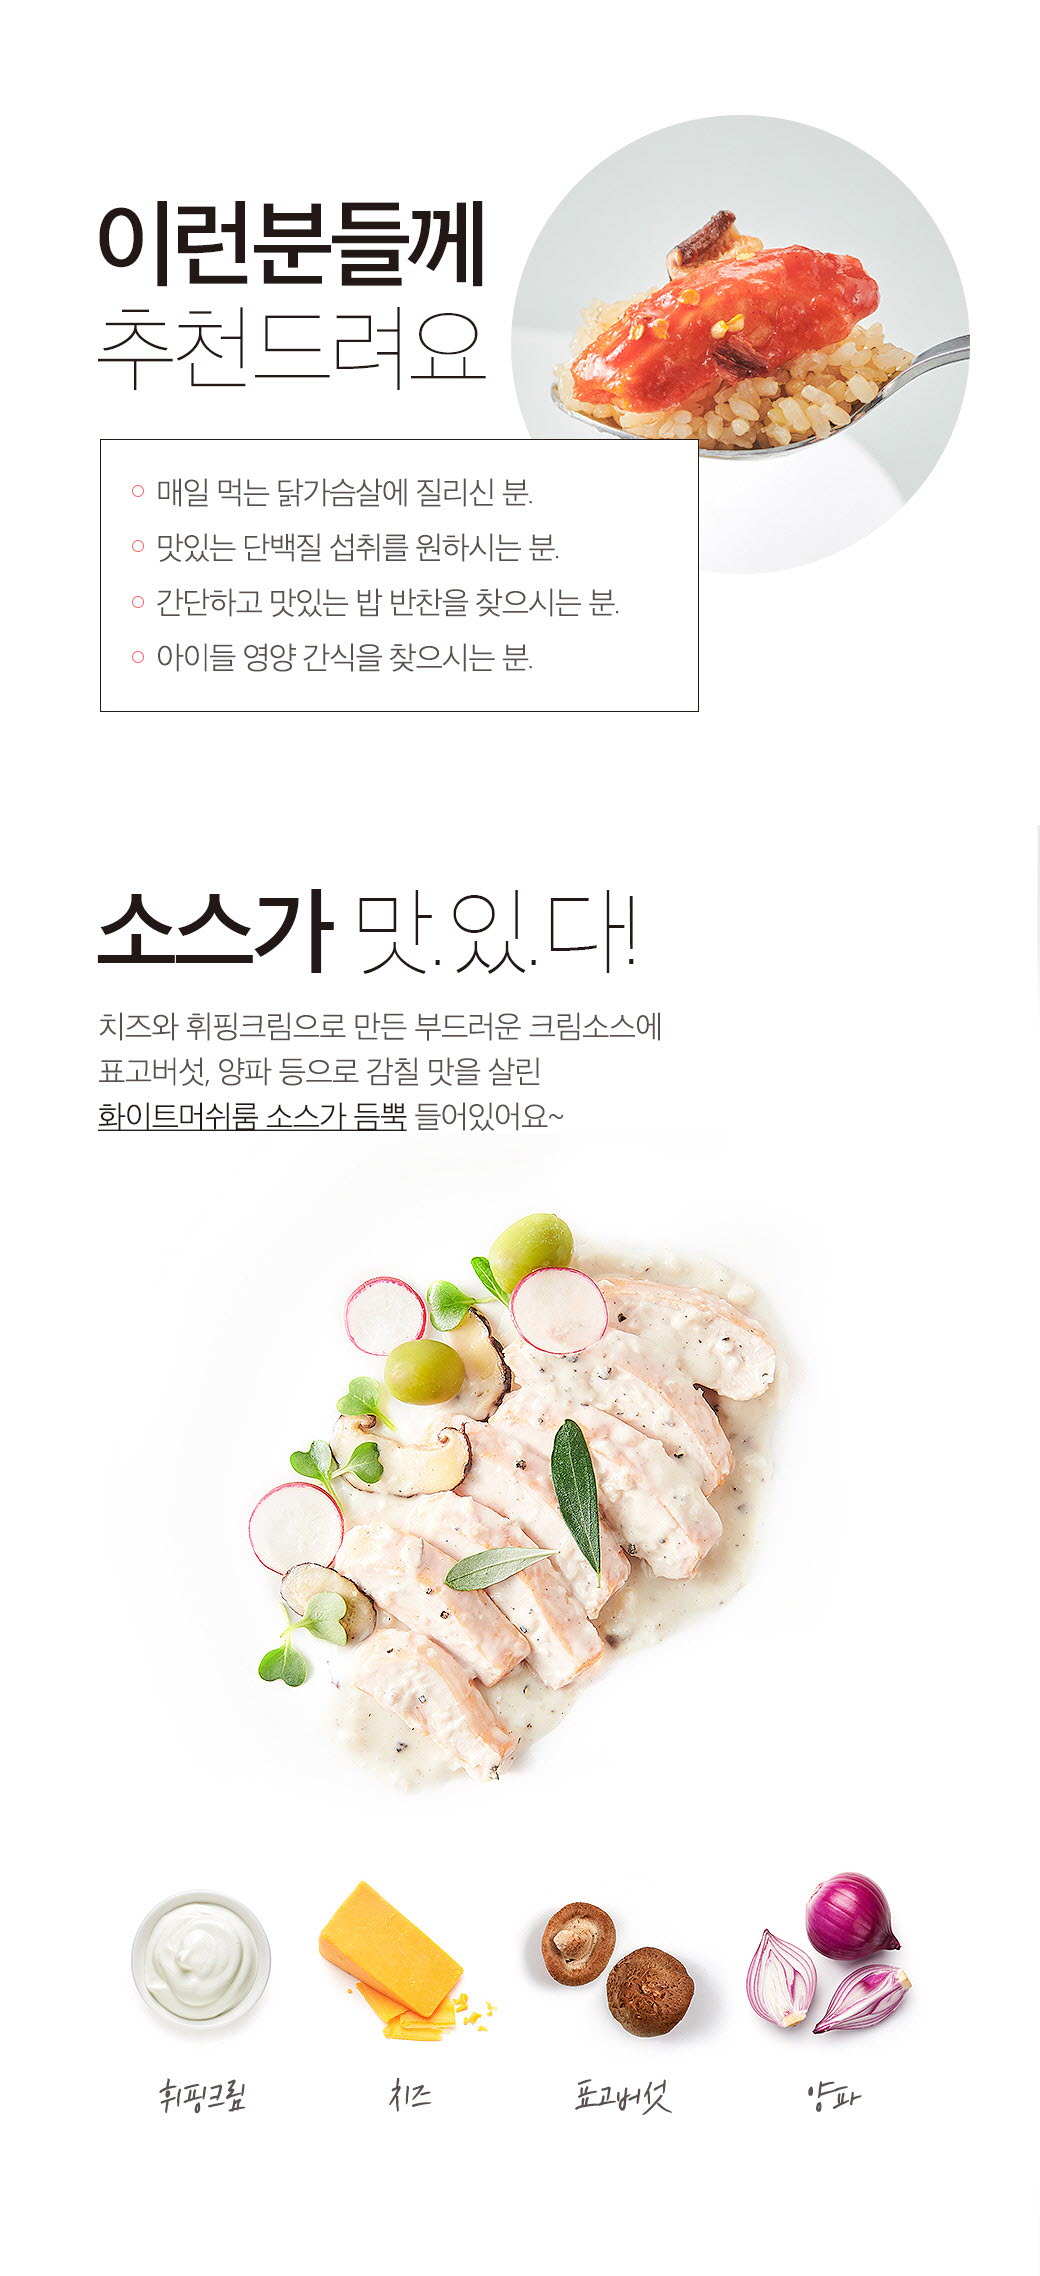 이런분들께
추천드려요
매일 먹는 닭가슴살에 질리신 분.
맛있는 단백질 섭취를 원하시는 분.
간단하고 맛있는 밥 반찬을 찾으시는 분.
아이들 영양 간식을 찾으시는 분.
소스가 맛.있.다!
치즈와 휘핑크림으로 만든 부드러운 크림소스에
표고버섯, 양파 등으로 감칠 맛을 살린
화이트머쉬룸 소스가 듬뿍 들어있어요~
휘핑크림
치즈
표고버섯
양파